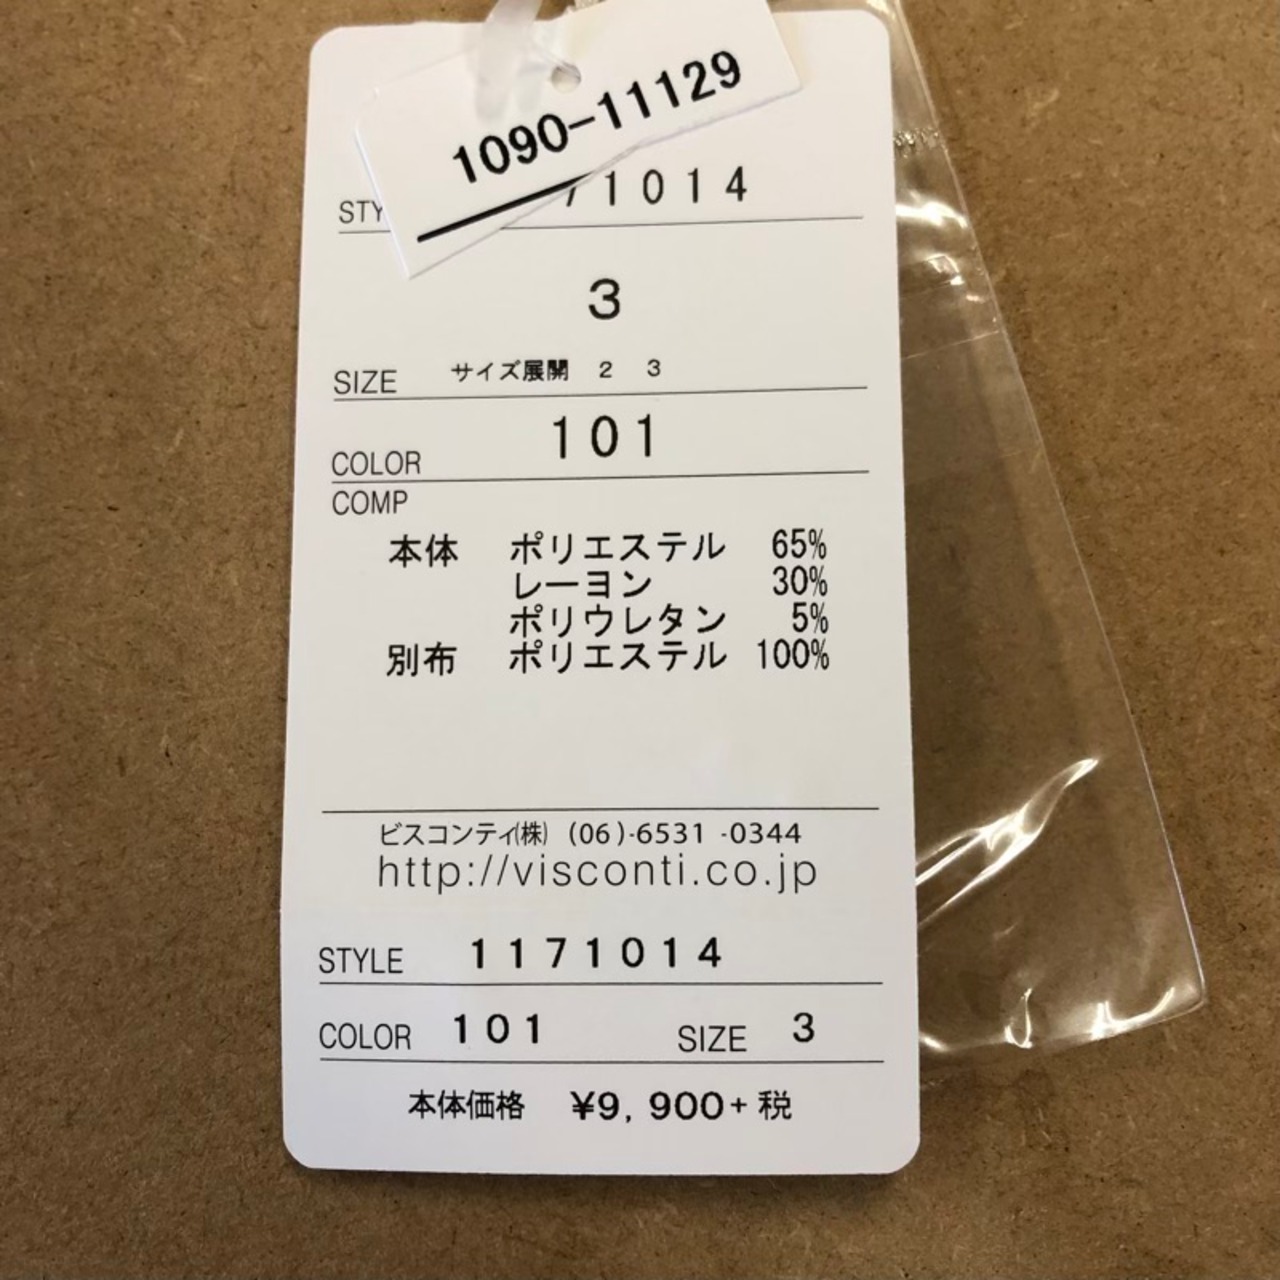 1090-11129
71014
3
SIZE サイズ展開 2 3
101
COLOR
COMP
本体 ポリエステル 65%
レーヨン 30%
ポリウレタン 5%
別布 ポリエステル 100%
ビスコンティ(株) (06)-6531 -0344
http://visconti.co.jp
STYLE 1171014
COLOR 101 SIZE 3
本体価格 ¥9,900+税